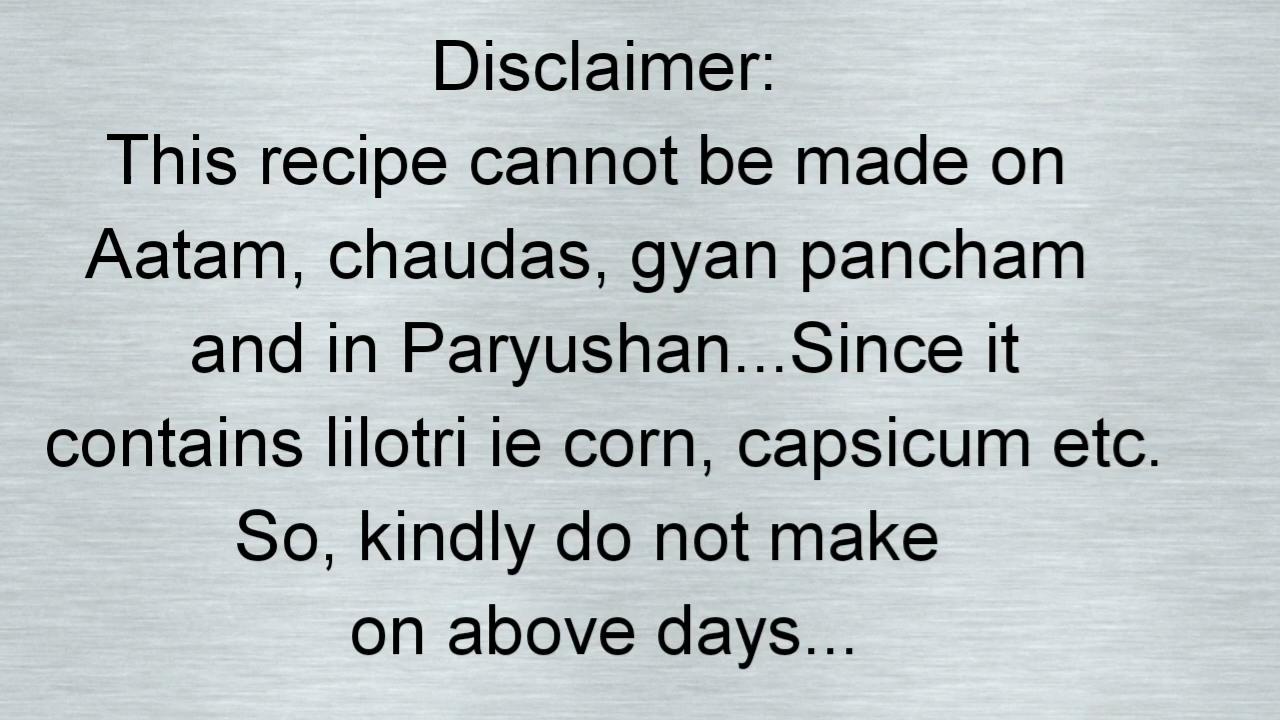 Disclaimer:
This recipe cannot be made on
Aatam, chaudas, gyan pancham
and in Paryushan...Since it
contains lilotri ie corn, capsicum etc.
So, kindly do not make
on above days...